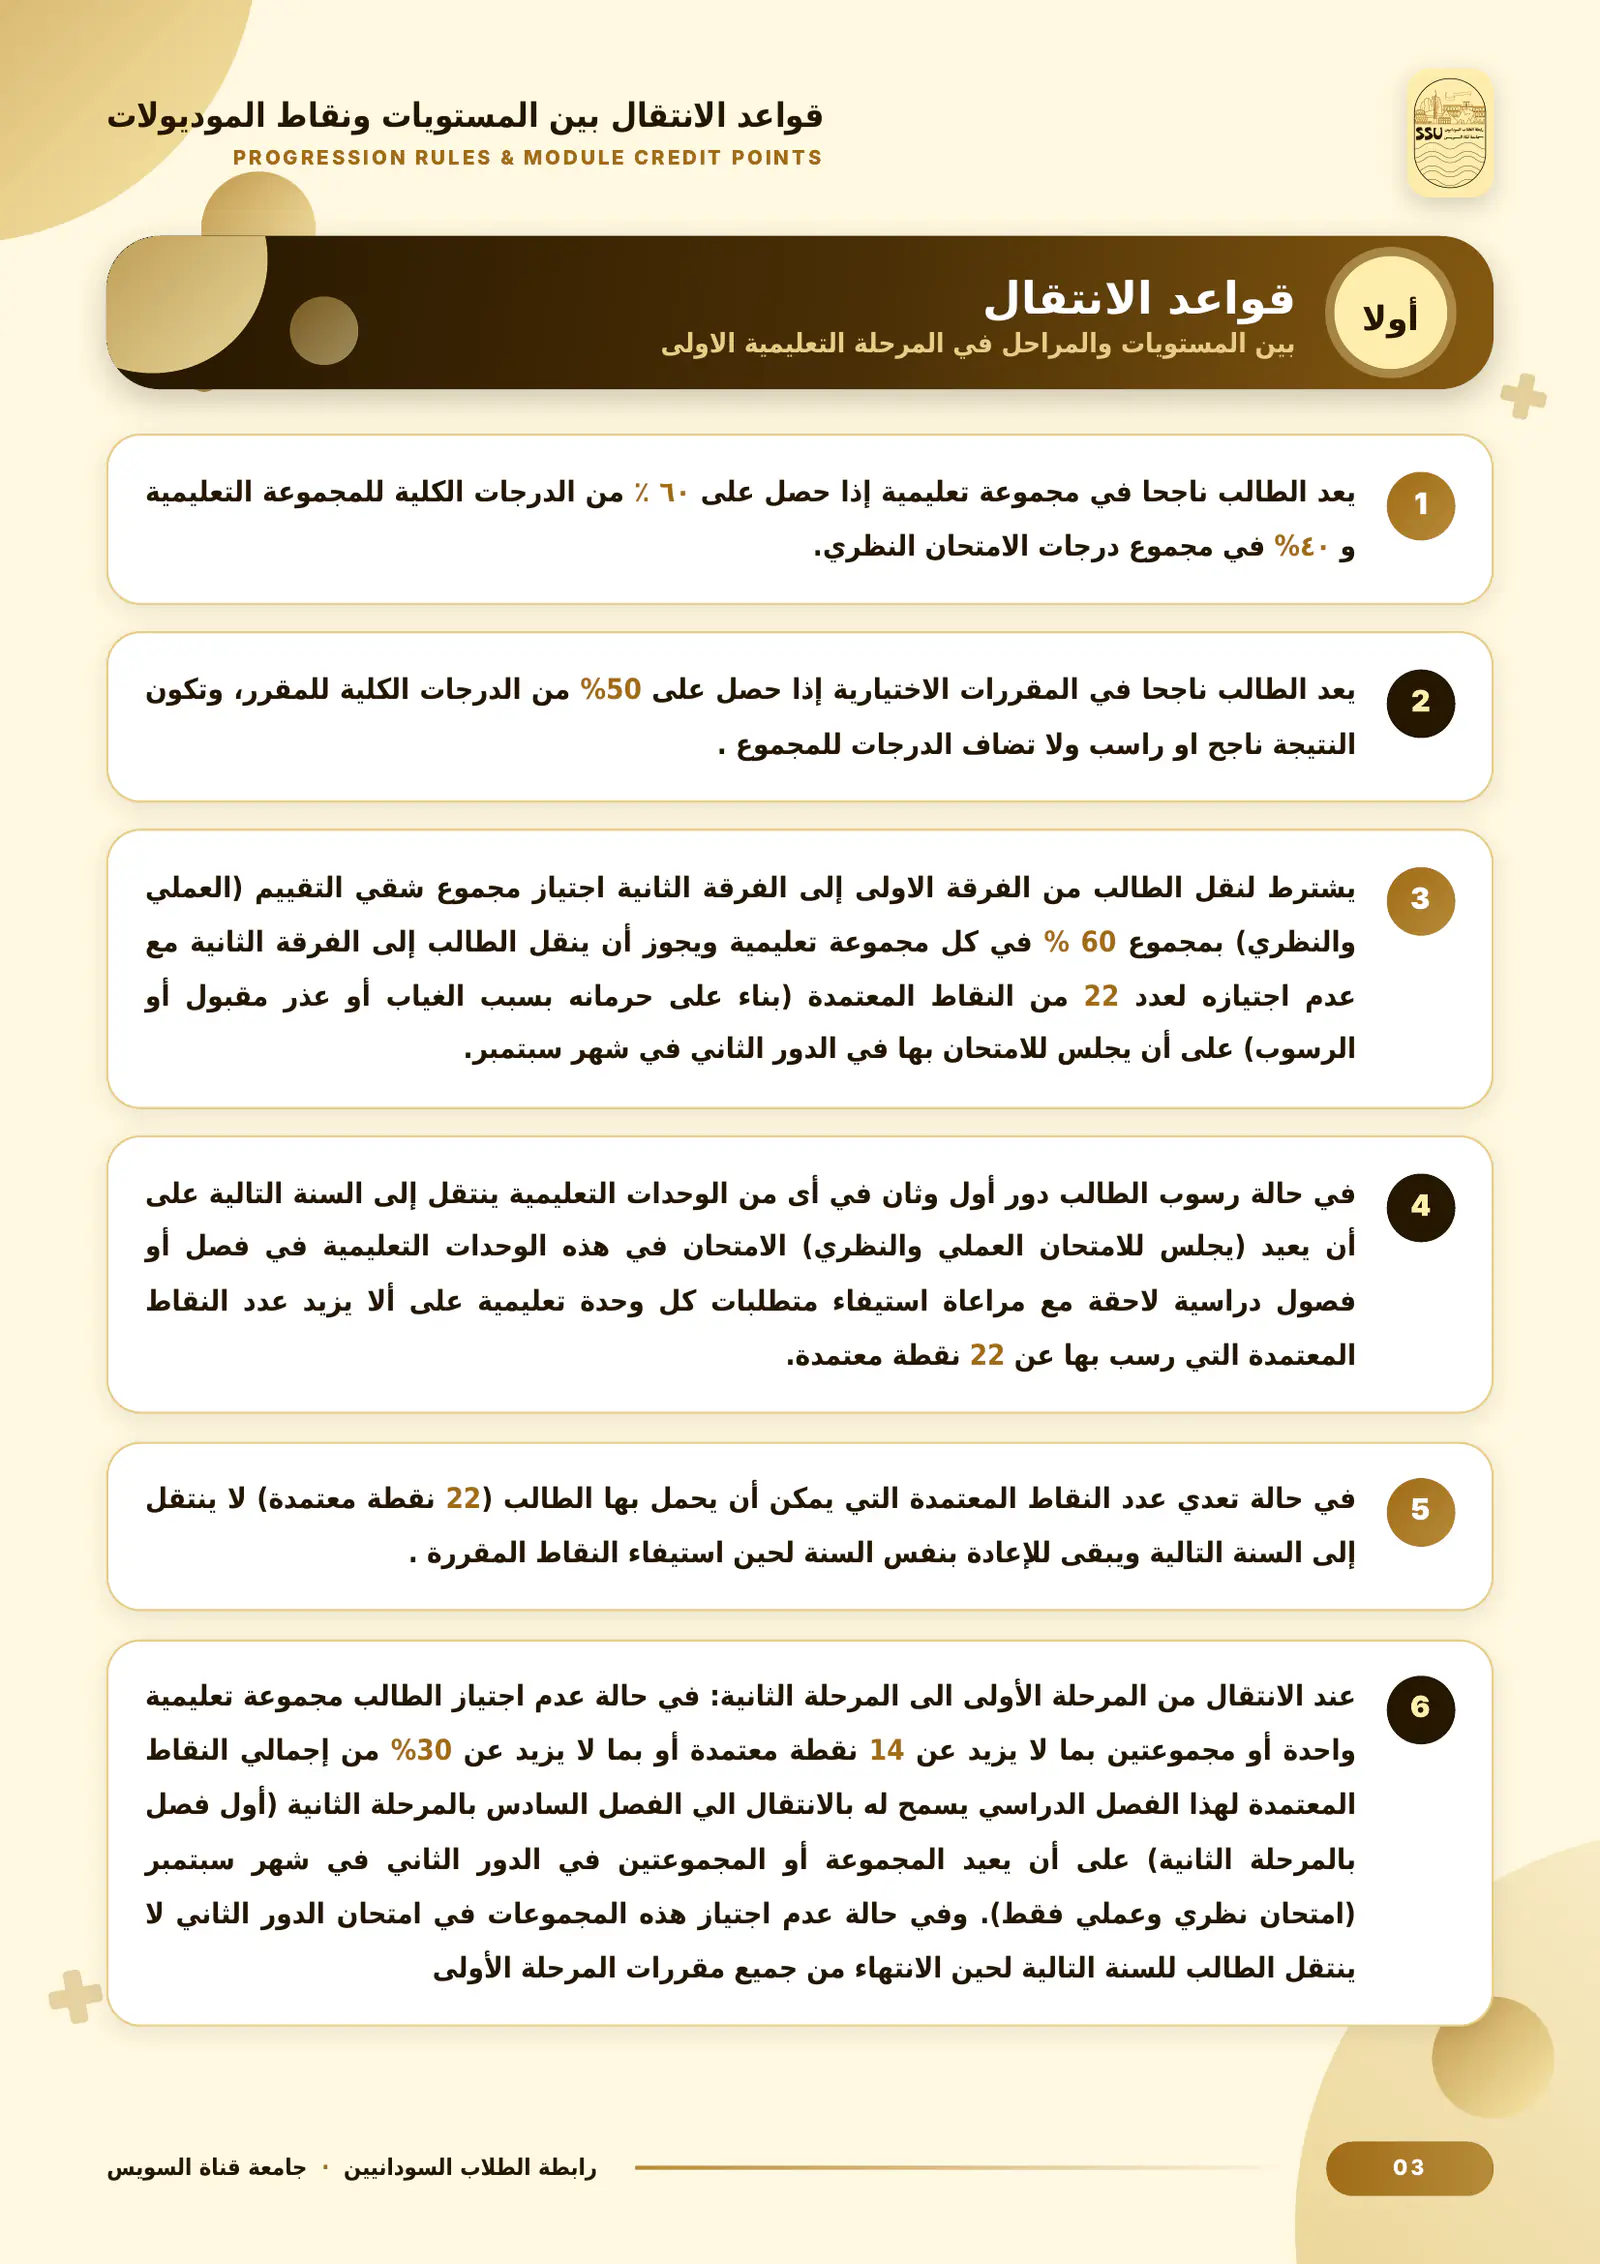 قواعد الانتقال بين المستويات ونقاط الموديولات
PROGRESSION RULES & MODULE CREDIT POINTS
رابطة الطلاب السودانيين
SSU
جامعة قناة السويس
أولا
قواعد الانتقال
بين المستويات والمراحل في المرحلة التعليمية الاولى
1
يعد الطالب ناجحا في مجموعة تعليمية إذا حصل على ٦٠ ٪ من الدرجات الكلية للمجموعة التعليمية
و ٤٠% في مجموع درجات الامتحان النظري.
2
يعد الطالب ناجحا في المقررات الاختيارية إذا حصل على 50% من الدرجات الكلية للمقرر، وتكون
النتيجة ناجح او راسب ولا تضاف الدرجات للمجموع .
3
يشترط لنقل الطالب من الفرقة الاولى إلى الفرقة الثانية اجتياز مجموع شقي التقييم (العملي
والنظري) بمجموع 60 % في كل مجموعة تعليمية ويجوز أن ينقل الطالب إلى الفرقة الثانية مع
عدم اجتيازه لعدد 22 من النقاط المعتمدة (بناء على حرمانه بسبب الغياب أو عذر مقبول أو
الرسوب) على أن يجلس للامتحان بها في الدور الثاني في شهر سبتمبر.
4
في حالة رسوب الطالب دور أول وثان في أى من الوحدات التعليمية ينتقل إلى السنة التالية على
أن يعيد (يجلس للامتحان العملي والنظري) الامتحان في هذه الوحدات التعليمية في فصل أو
فصول دراسية لاحقة مع مراعاة استيفاء متطلبات كل وحدة تعليمية على ألا يزيد عدد النقاط
المعتمدة التي رسب بها عن 22 نقطة معتمدة.
5
في حالة تعدي عدد النقاط المعتمدة التي يمكن أن يحمل بها الطالب (22 نقطة معتمدة) لا ينتقل
إلى السنة التالية ويبقى للإعادة بنفس السنة لحين استيفاء النقاط المقررة .
6
عند الانتقال من المرحلة الأولى الى المرحلة الثانية: في حالة عدم اجتياز الطالب مجموعة تعليمية
واحدة أو مجموعتين بما لا يزيد عن 14 نقطة معتمدة أو بما لا يزيد عن 30% من إجمالي النقاط
المعتمدة لهذا الفصل الدراسي يسمح له بالانتقال الي الفصل السادس بالمرحلة الثانية (أول فصل
بالمرحلة الثانية) على أن يعيد المجموعة أو المجموعتين في الدور الثاني في شهر سبتمبر
(امتحان نظري وعملي فقط). وفي حالة عدم اجتياز هذه المجموعات في امتحان الدور الثاني لا
ينتقل الطالب للسنة التالية لحين الانتهاء من جميع مقررات المرحلة الأولى
03
رابطة الطلاب السودانيين · جامعة قناة السويس